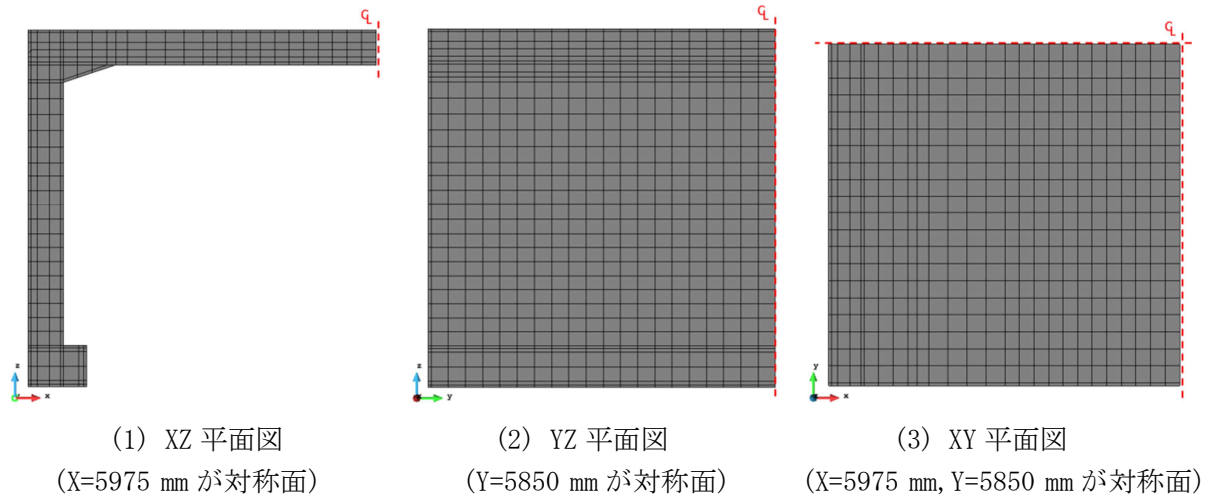 ℄
℄
℄
z
x
z
y
y
x
(1) XZ 平面図
(X=5975 mm が対称面)
(2) YZ 平面図
(Y=5850 mm が対称面)
(3) XY 平面図
(X=5975 mm, Y=5850 mm が対称面)